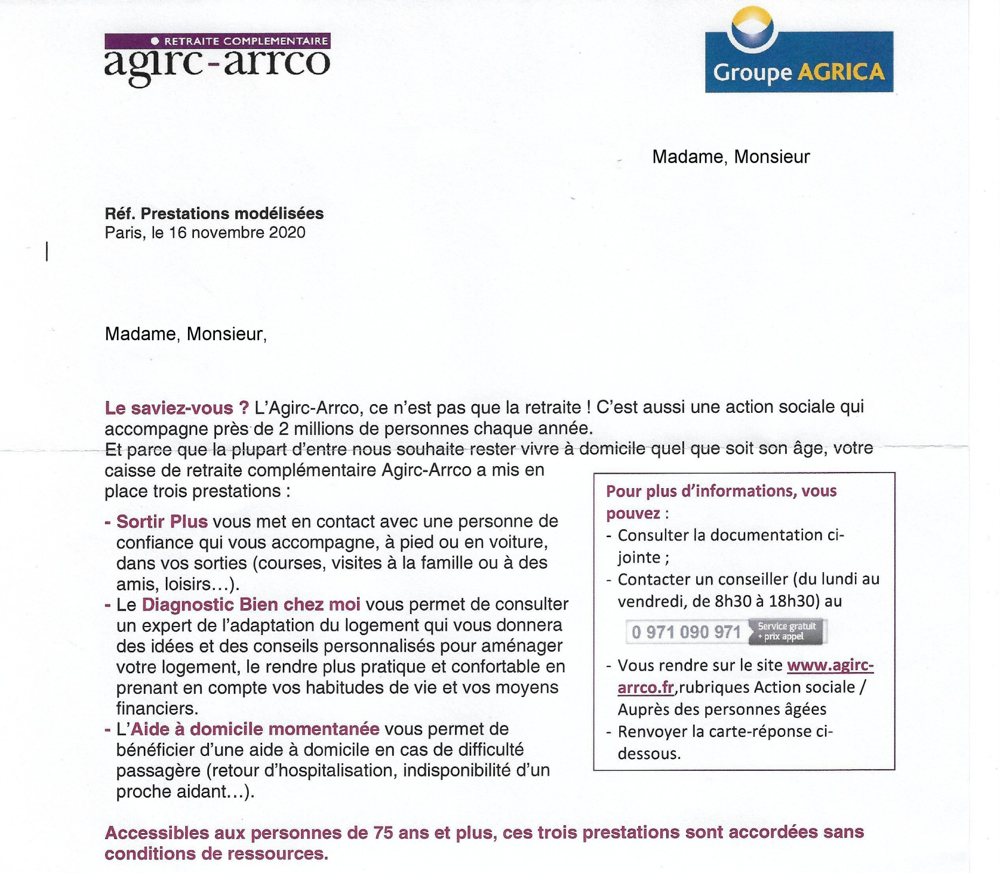 RETRAITE COMPLEMENTAIRE
agirc-arrco
Groupe AGRICA
Madame, Monsieur
Réf. Prestations modélisées
Paris, le 16 novembre 2020
Madame, Monsieur,
Le saviez-vous ? L'Agirc-Arrco, ce n'est pas que la retraite ! C'est aussi une action sociale qui
accompagne près de 2 millions de personnes chaque année.
Et parce que la plupart d'entre nous souhaite rester vivre à domicile quel que soit son âge, votre
caisse de retraite complémentaire Agirc-Arrco a mis en
place trois prestations :
- Sortir Plus vous met en contact avec une personne de
confiance qui vous accompagne, à pied ou en voiture,
dans vos sorties (courses, visites à la famille ou à des
amis, loisirs...).
- Le Diagnostic Bien chez moi vous permet de consulter
un expert de l'adaptation du logement qui vous donnera
des idées et des conseils personnalisés pour aménager
votre logement, le rendre plus pratique et confortable en
prenant en compte vos habitudes de vie et vos moyens
financiers.
- L'Aide à domicile momentanée vous permet de
bénéficier d'une aide à domicile en cas de difficulté
passagère (retour d'hospitalisation, indisponibilité d'un
proche aidant...).
Pour plus d'informations, vous
pouvez :
- Consulter la documentation ci-
jointe ;
- Contacter un conseiller (du lundi au
vendredi, de 8h30 à 18h30) au
0 971 090 971 Service gratuit
+ prix appel
- Vous rendre sur le site www.agirc-
arrco.fr,rubriques Action sociale /
Auprès des personnes âgées
- Renvoyer la carte-réponse ci-
dessous.
Accessibles aux personnes de 75 ans et plus, ces trois prestations sont accordées sans
conditions de ressources.